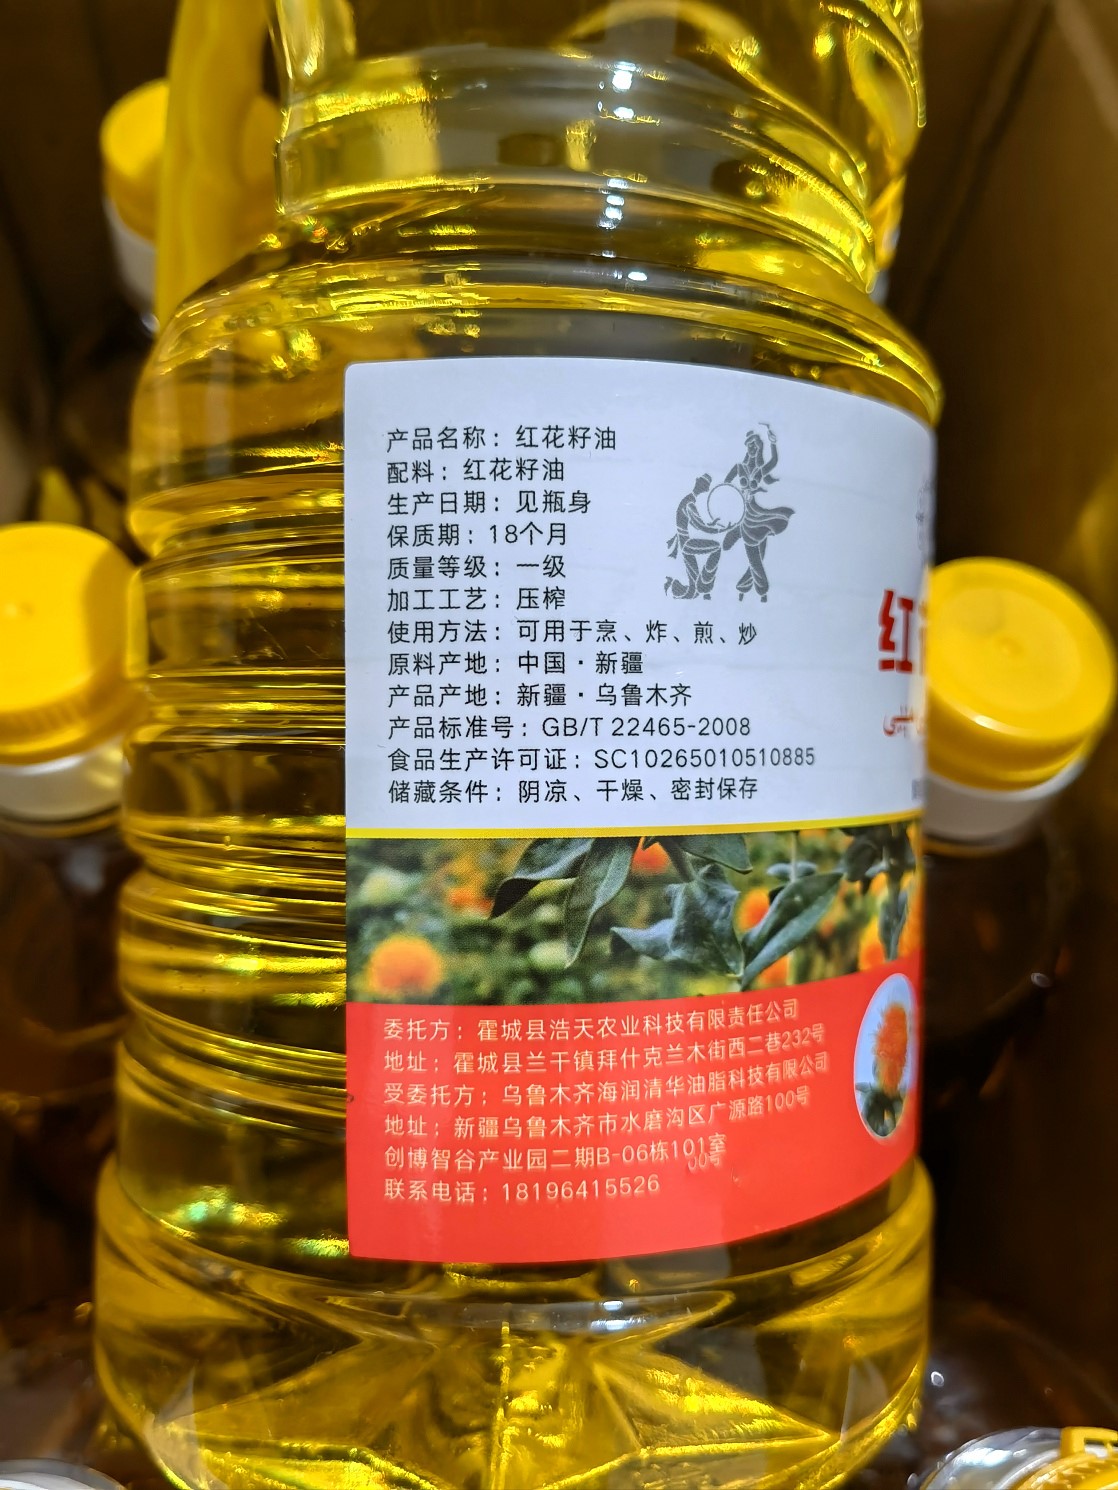 产品名称：红花籽油
配料：红花籽油
生产日期：见瓶身
保质期：18个月
质量等级：一级
加工工艺：压榨
使用方法：可用于烹、炸、煎、炒
原料产地：中国·新疆
产品产地：新疆·乌鲁木齐
产品标准号：GB/T 22465-2008
食品生产许可证：SC10265010510885
储藏条件：阴凉、干燥、密封保存
红
委托方：霍城县浩天农业科技有限责任公司
地址：霍城县兰干镇拜什克兰木街西二巷232号
受委托方：乌鲁木齐海润清华油脂科技有限公司
地址：新疆乌鲁木齐市水磨沟区广源路100号
创博智谷产业园二期B-06栋101室
00号
联系电话：18196415526